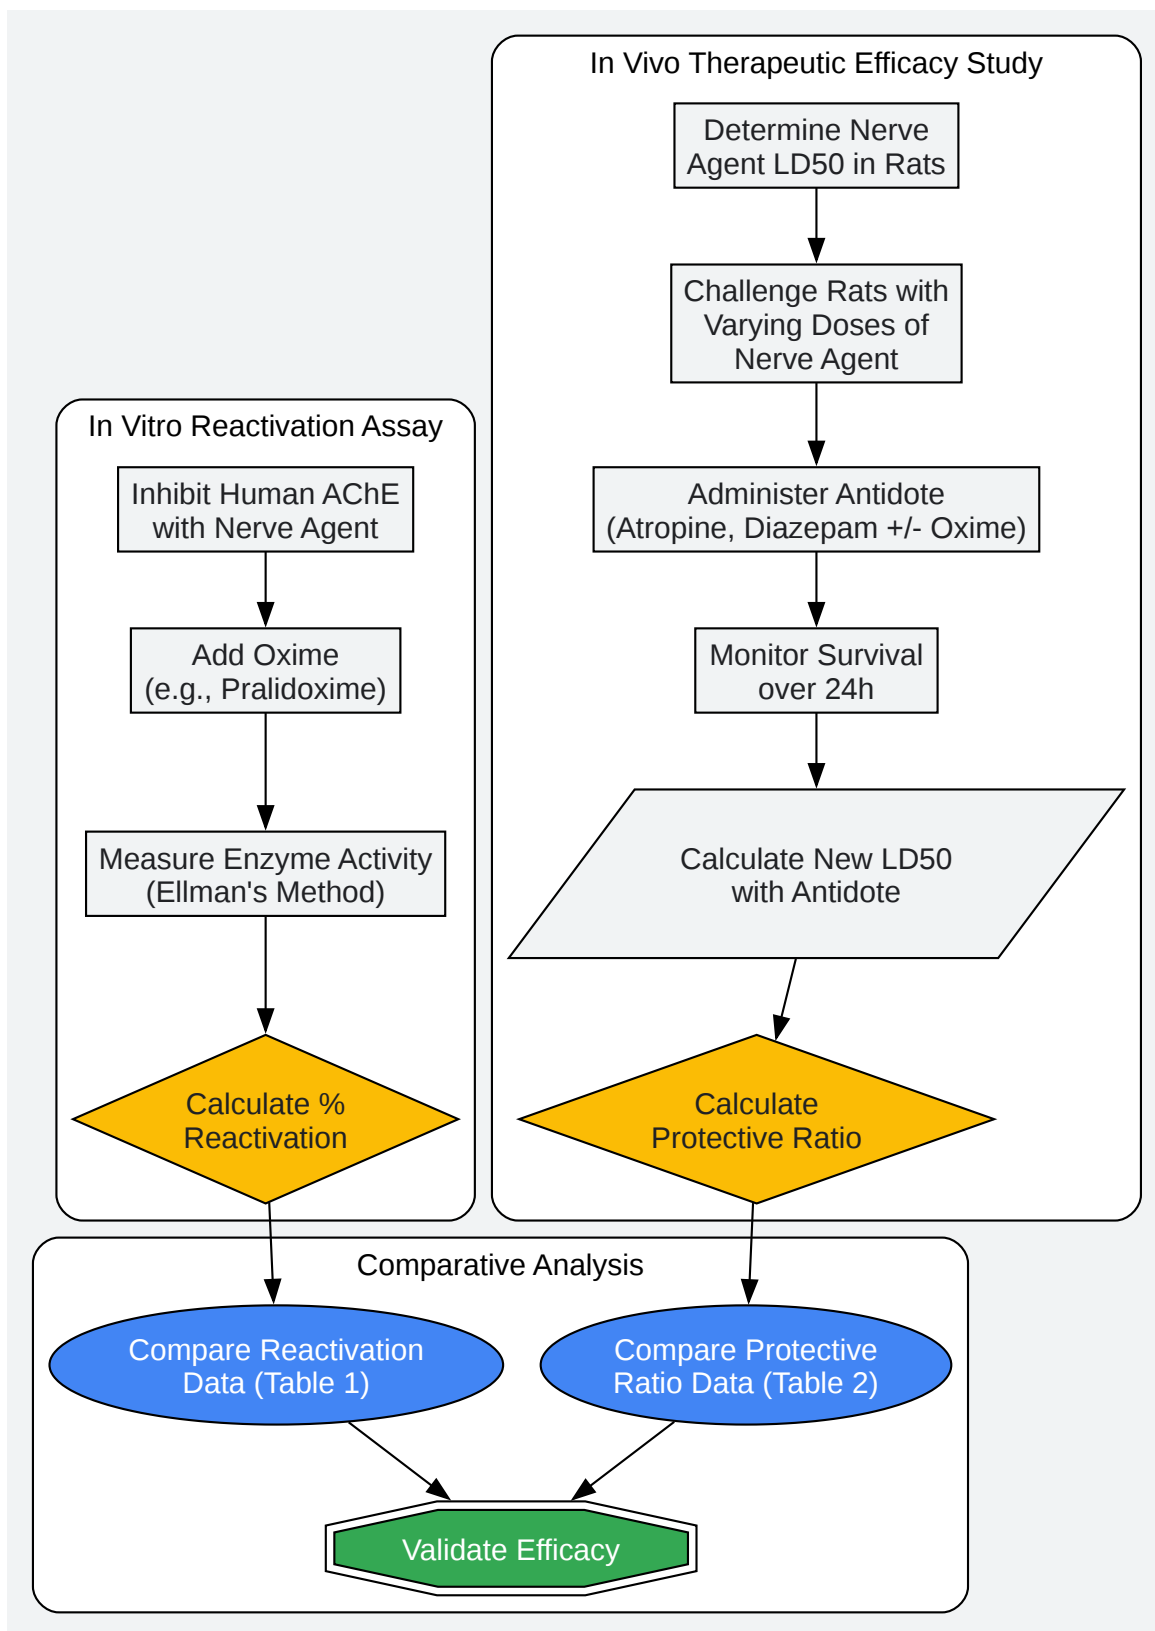 In Vivo Therapeutic Efficacy Study
Determine Nerve
Agent LD50 in Rats
Challenge Rats with
Varying Doses of
Nerve Agent
Administer Antidote
(Atropine, Diazepam +/- Oxime)
Monitor Survival
over 24h
Calculate New LD50
with Antidote
Calculate
Protective Ratio
In Vitro Reactivation Assay
Inhibit Human AChE
with Nerve Agent
Add Oxime
(e.g., Pralidoxime)
Measure Enzyme Activity
(Ellman's Method)
Calculate %
Reactivation
Comparative Analysis
Compare Reactivation
Data (Table 1)
Compare Protective
Ratio Data (Table 2)
Validate Efficacy